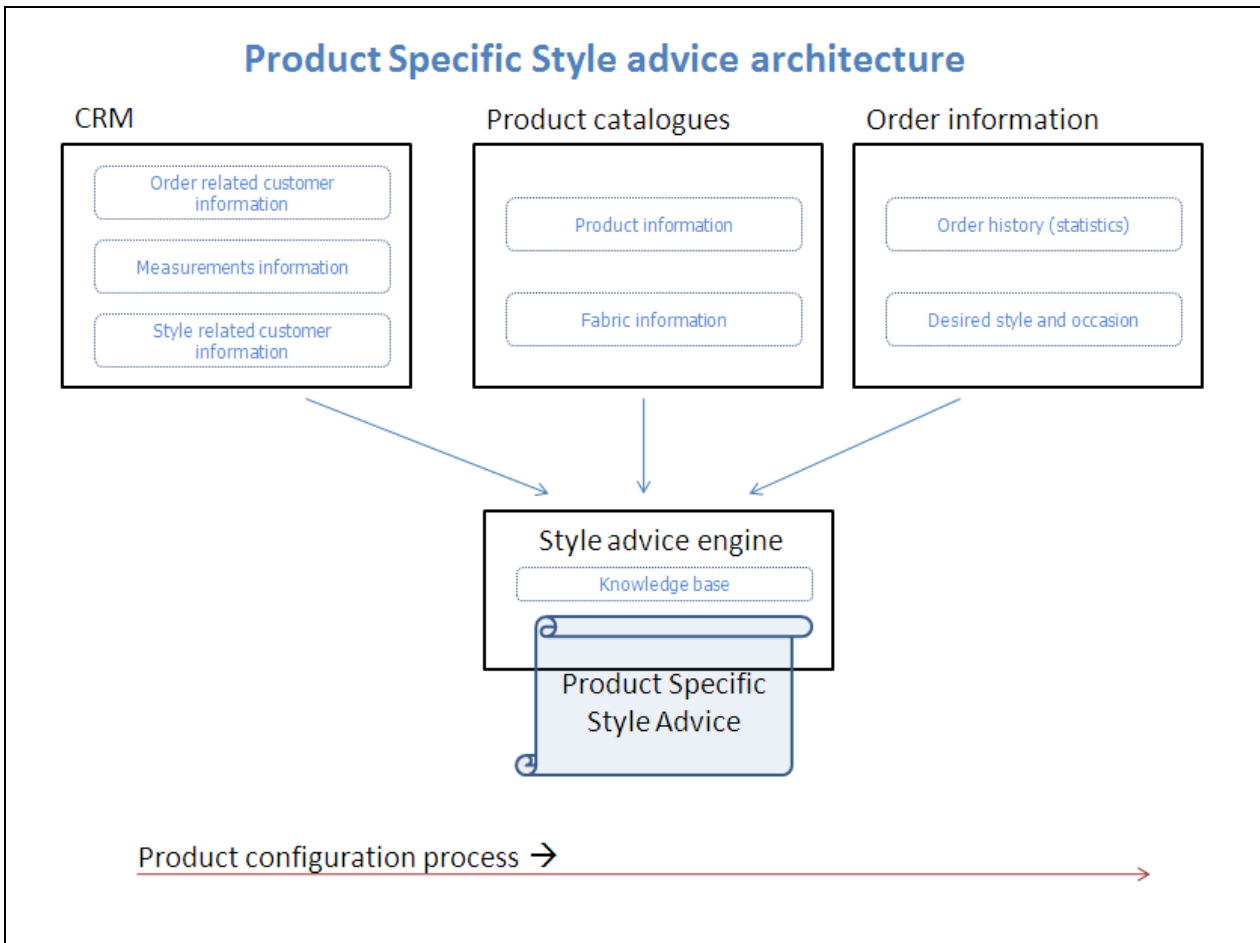 Product Specific Style advice architecture
CRM
Order related customer
information
Measurements information
Style related customer
information
Product catalogues
Product information
Fabric information
Order information
Order history (statistics)
Desired style and occasion
Style advice engine
Knowledge base
Product Specific
Style Advice
Product configuration process →